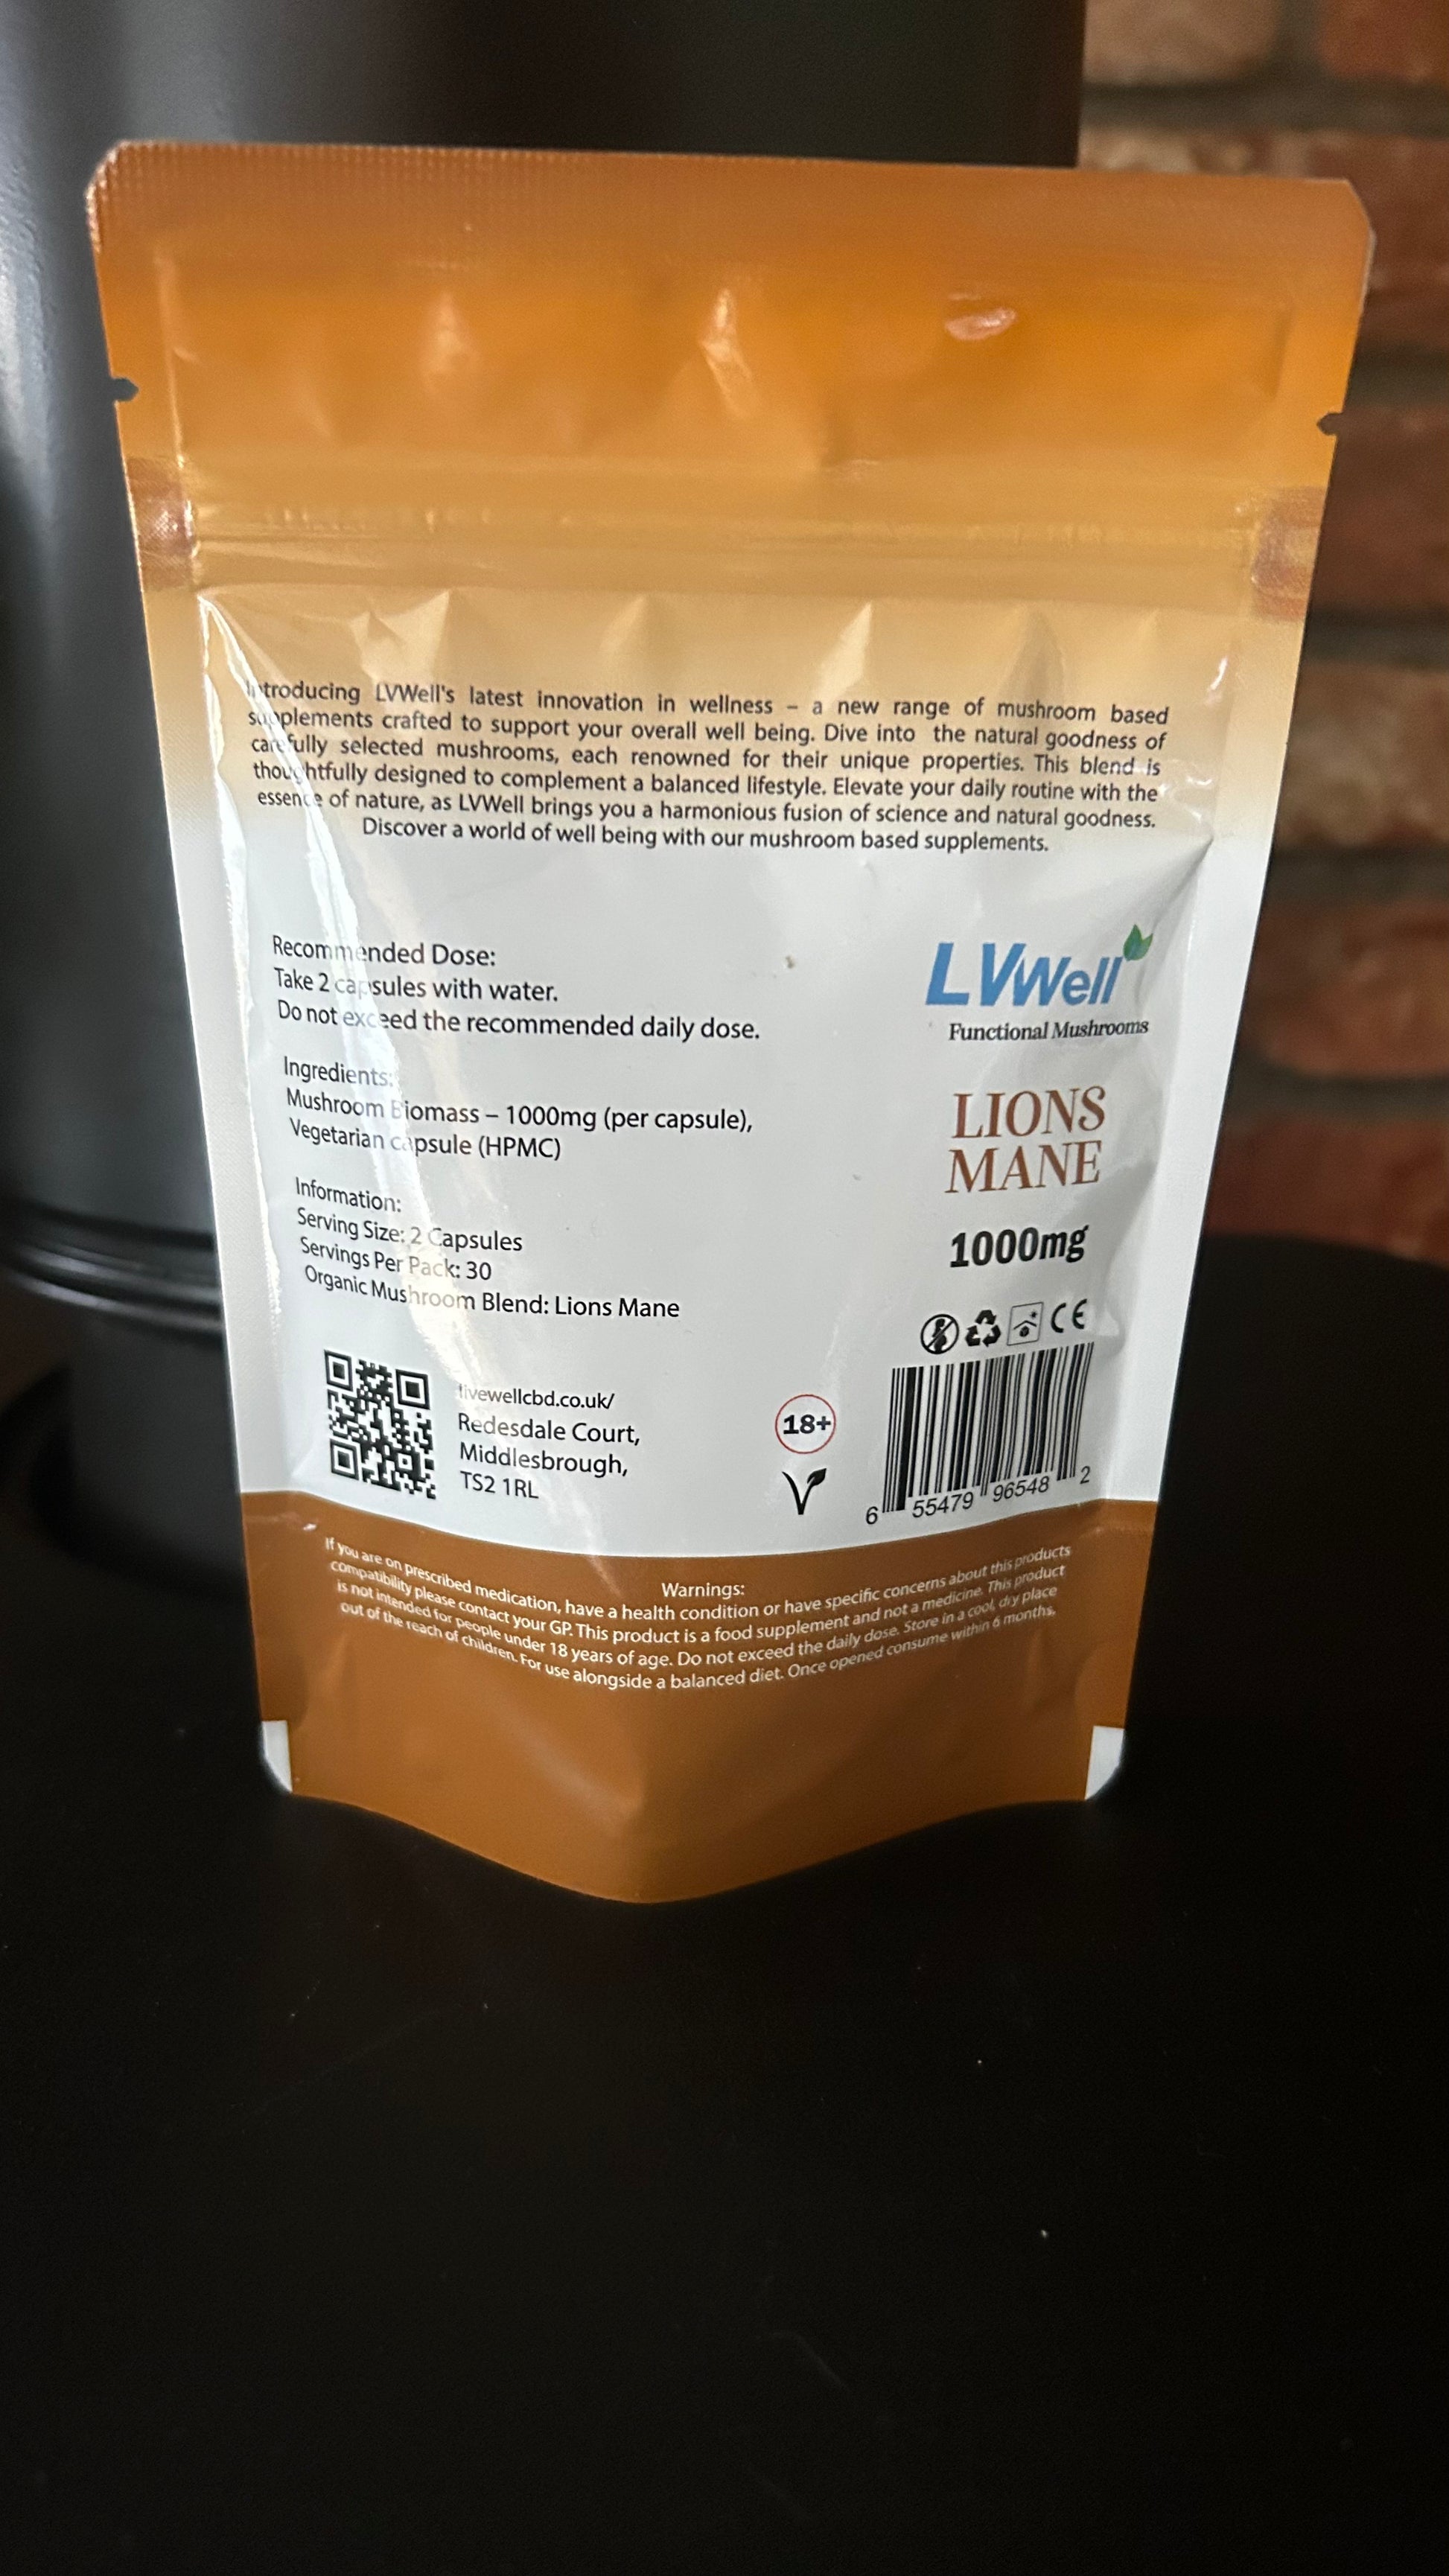 Introducing LVWell's latest innovation in wellness – a new range of mushroom based
supplements crafted to support your overall well being. Dive into the natural goodness of
carefully selected mushrooms, each renowned for their unique properties. This blend is
thoughtfully designed to complement a balanced lifestyle. Elevate your daily routine with the
essence of nature, as LVWell brings you a harmonious fusion of science and natural goodness.
Discover a world of well being with our mushroom based supplements.
Recommended Dose:
Take 2 capsules with water.
Do not exceed the recommended daily dose.
Ingredients:
Mushroom Biomass – 1000mg (per capsule),
Vegetarian capsule (HPMC)
Information:
Serving Size: 2 Capsules
Servings Per Pack: 30
Organic Mushroom Blend: Lions Mane
LVWell
Functional Mushrooms
LIONS
MANE
1000mg
CE
livewellcbd.co.uk/
Redesdale Court,
Middlesbrough,
TS2 1RL
18+
V
6 55479 96548 2
Warnings:
If you are on prescribed medication, have a health condition or have specific concerns about this products
compatibility please contact your GP. This product is a food supplement and not a medicine. This product
is not intended for people under 18 years of age. Do not exceed the daily dose. Store in a cool, dry place
out of the reach of children. For use alongside a balanced diet. Once opened consume within 6 months.